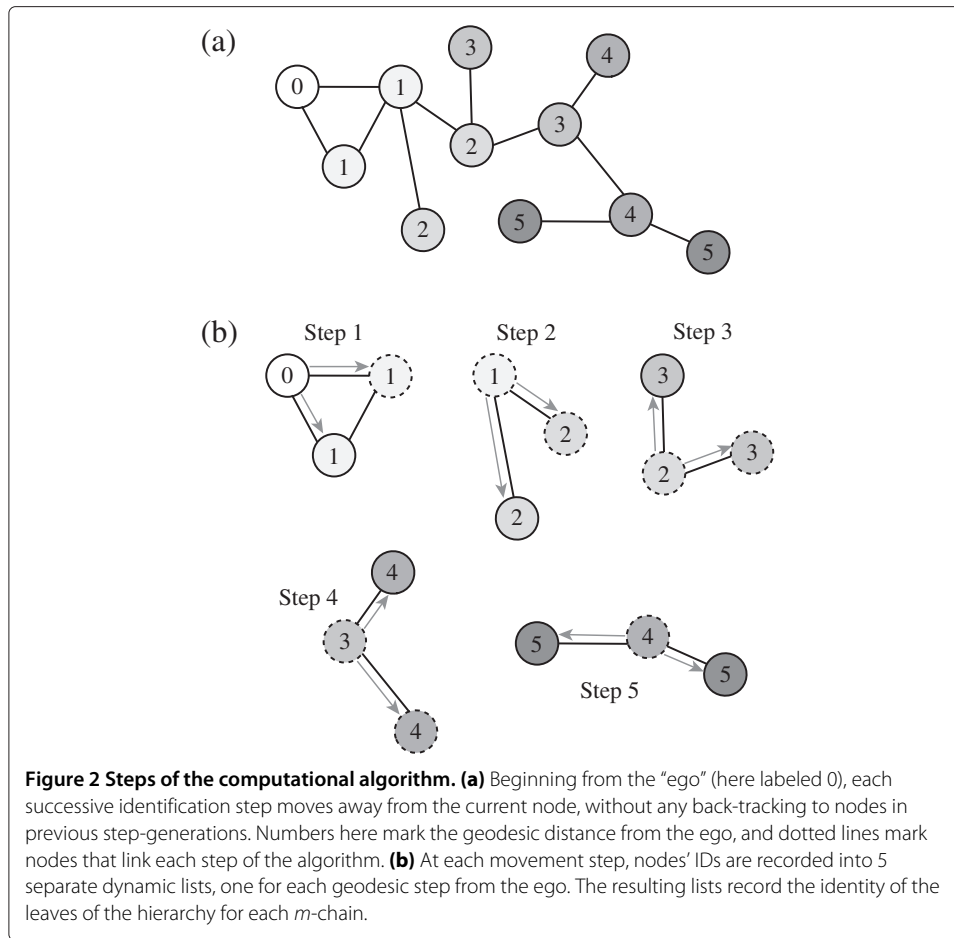 (a)
3
4
0
1
3
2
1
4
5
2
5
(b)
Step 1
Step 2
Step 3
0
1
1
3
2
3
1
2
2
4
Step 4
3
4
4
5
5
Step 5
Figure 2 Steps of the computational algorithm. (a) Beginning from the “ego” (here labeled 0), each
successive identification step moves away from the current node, without any back-tracking to nodes in
previous step-generations. Numbers here mark the geodesic distance from the ego, and dotted lines mark
nodes that link each step of the algorithm. (b) At each movement step, nodes’ IDs are recorded into 5
separate dynamic lists, one for each geodesic step from the ego. The resulting lists record the identity of the
leaves of the hierarchy for each m-chain.